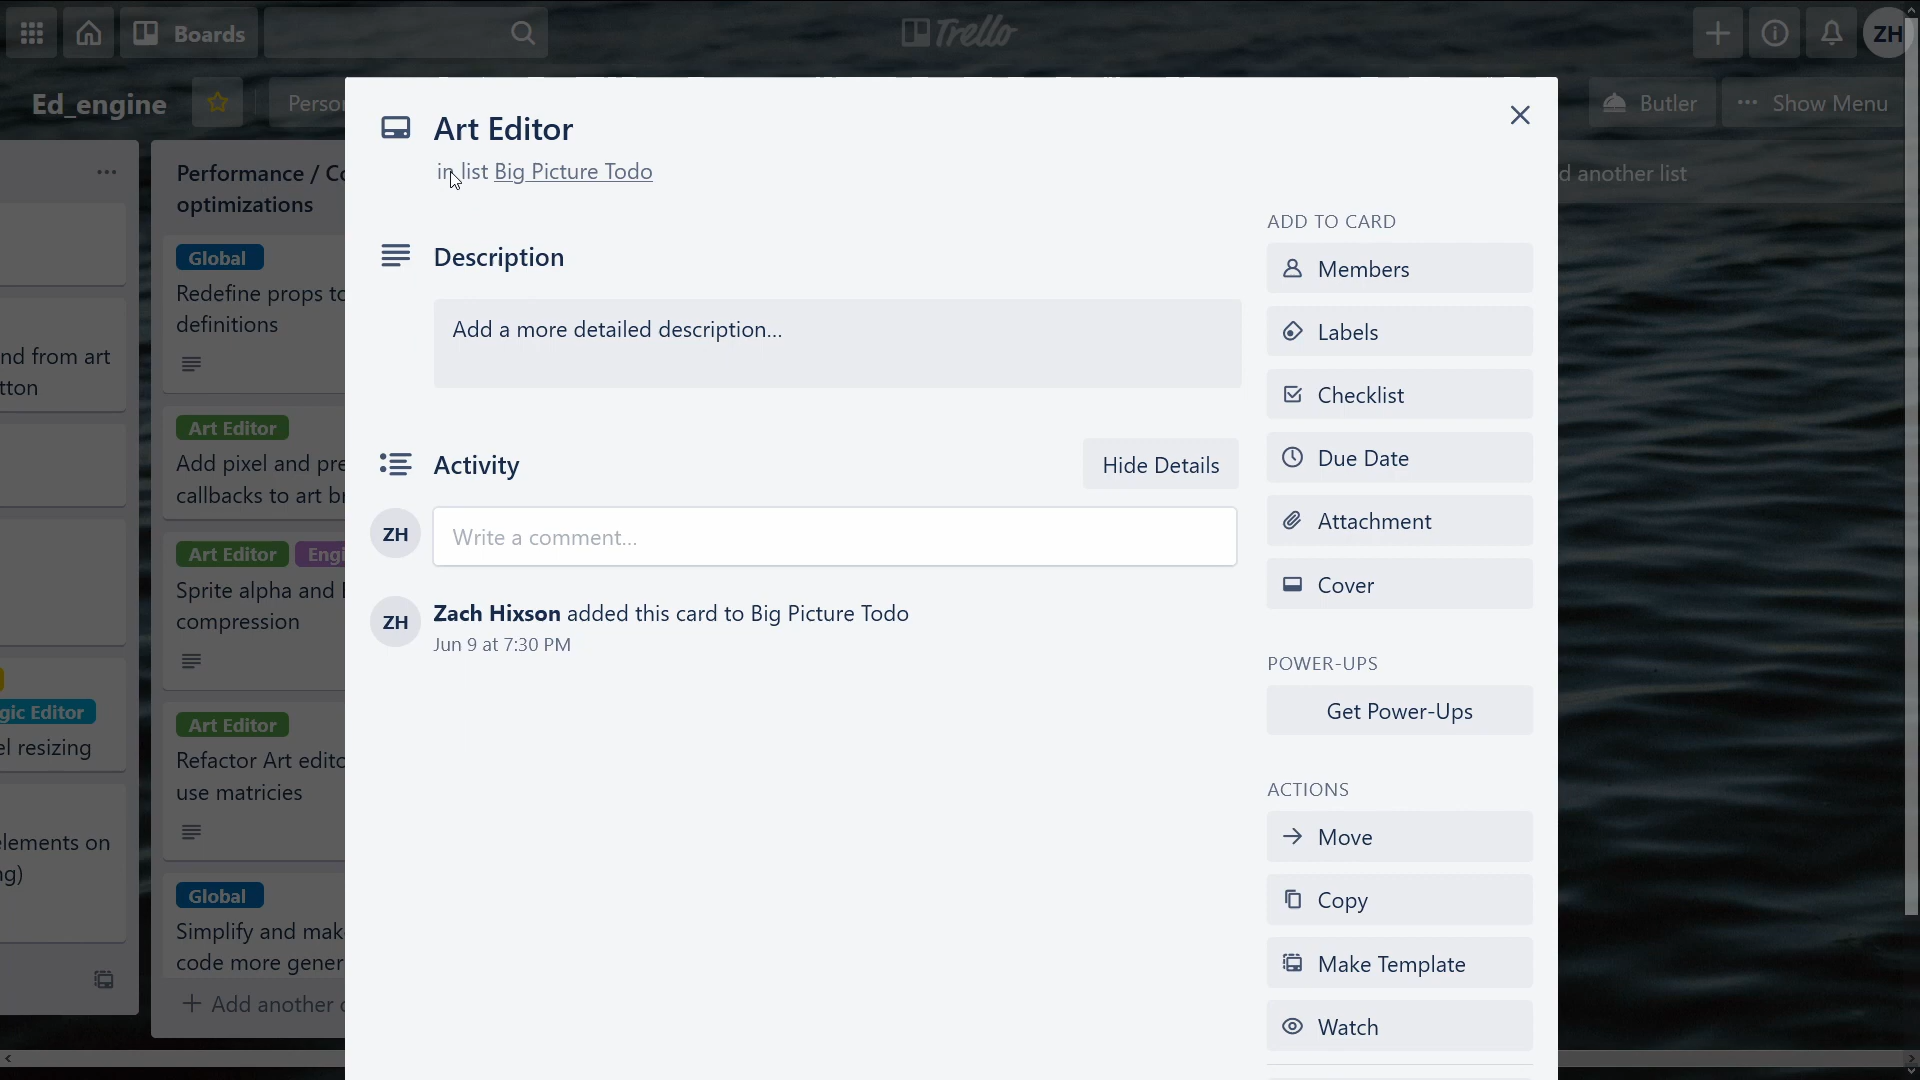 Boards
Trello
ZH
Ed_engine
Perso
Butler
Show Menu
nd from art
tton
gic Editor
el resizing
elements on
ng)
Performance / Co
optimizations
Global
Redefine props to
definitions
Art Editor
Add pixel and pre
callbacks to art br
Art Editor Engi
Sprite alpha and
compression
Art Editor
Refactor Art edito
use matricies
Global
Simplify and mak
code more gener
+ Add another c
Art Editor
in list Big Picture Todo
Description
Add a more detailed description...
Activity
Hide Details
ZH
Write a comment...
ZH
Zach Hixson added this card to Big Picture Todo
Jun 9 at 7:30 PM
ADD TO CARD
Members
Labels
Checklist
Due Date
Attachment
Cover
POWER-UPS
Get Power-Ups
ACTIONS
Move
Copy
Make Template
Watch
d another list